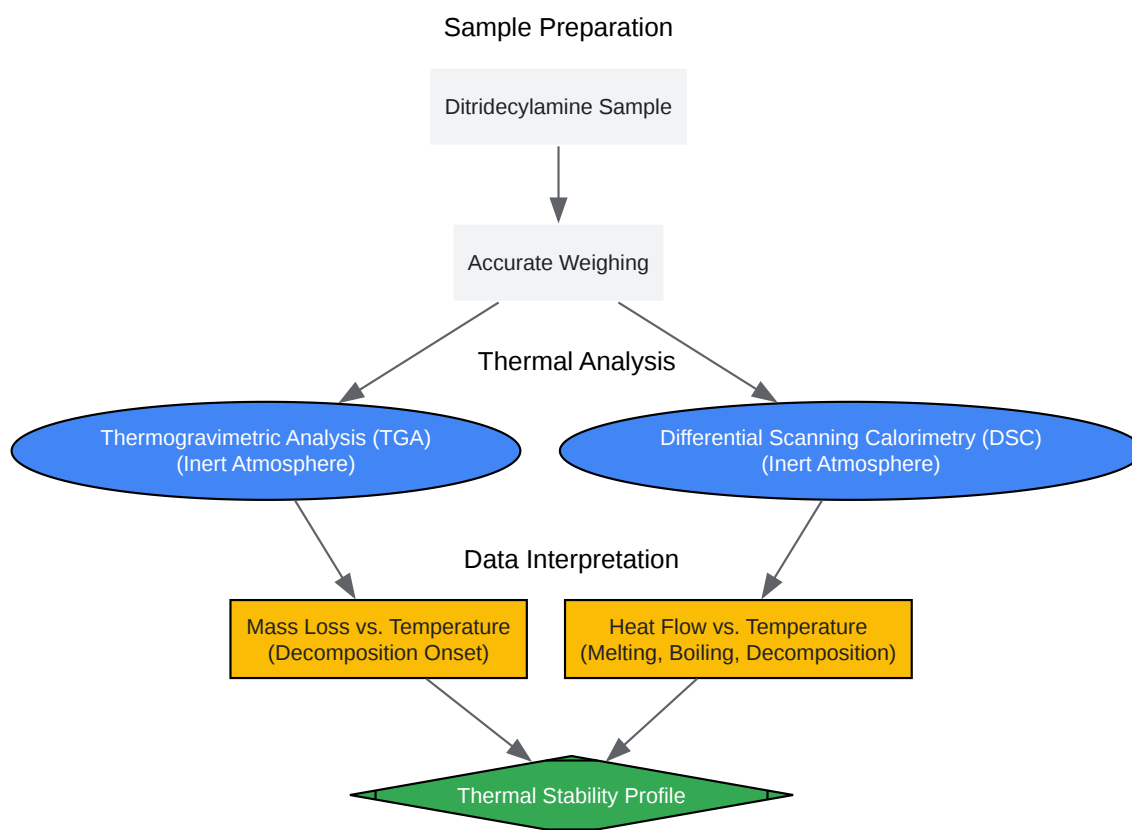 Sample Preparation
Ditridecylamine Sample
Accurate Weighing
Thermal Analysis
Thermogravimetric Analysis (TGA)
(Inert Atmosphere)
Differential Scanning Calorimetry (DSC)
(Inert Atmosphere)
Data Interpretation
Mass Loss vs. Temperature
(Decomposition Onset)
Heat Flow vs. Temperature
(Melting, Boiling, Decomposition)
Thermal Stability Profile